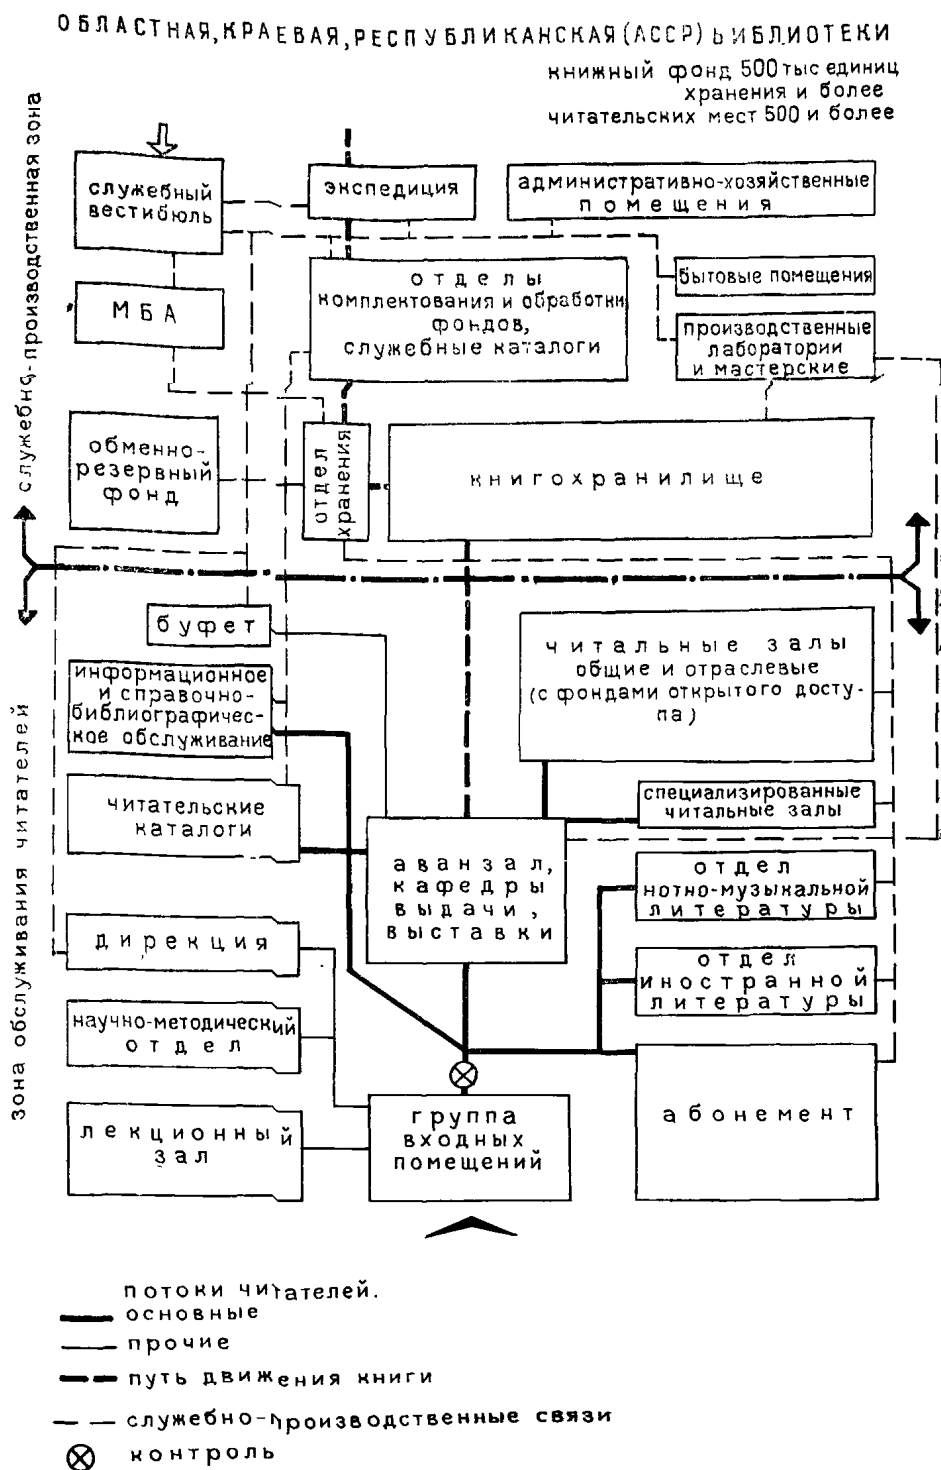 ОБЛАСТНАЯ, КРАЕВАЯ, РЕСПУБЛИКАНСКАЯ (АССР) БИБЛИОТЕКИ
книжный фонд 500 тыс единиц
хранения и более
читательских мест 500 и более
служебно-производственная зона
служебный
вестибюль
экспедиция
административно-хозяйственные
помещения
МБА
отделы
комплектования и обработки
фондов,
служебные каталоги
бытовые помещения
производственные
лаборатории
и мастерские
обменно-
резервный
фонд
отдел
хранения
книгохранилище
зона обслуживания читателей
буфет
читальные залы
общие и отраслевые
(с фондами открытого досту-
па)
информационное
и справочно-
библиографичес-
кое обслуживание
читательские
каталоги
специализированные
читальные залы
аванзал,
кафедры
выдачи,
выставки
отдел
нотно-музыкальной
литературы
дирекция
отдел
иностранной
литературы
научно-методический
отдел
группа
входных
помещений
абонемент
лекционный
зал
потоки читателей.
основные
прочие
путь движения книги
служебно-производственные связи
контроль